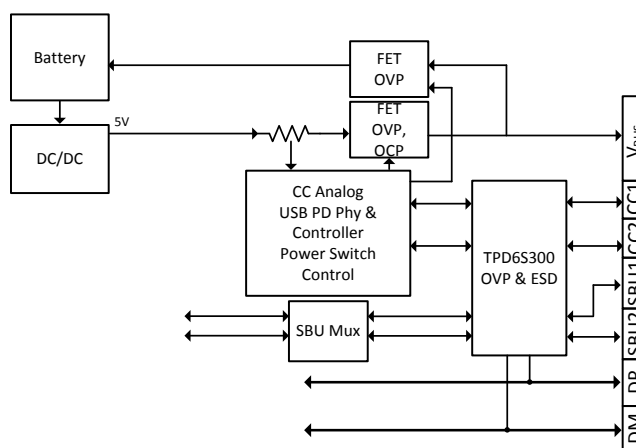 Battery
FET
OVP
5V
FET
OVP,
OCP
DC/DC
VBUS
CC Analog
USB PD Phy &
Controller
Power Switch
Control
TPD6S300
OVP & ESD
CC1
CC2
SBU1
SBU Mux
SBU2
DP
DM